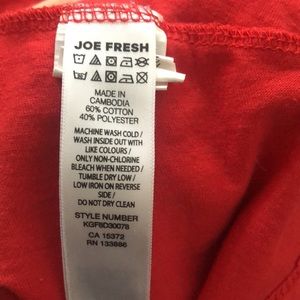 JOE FRESH
MADE IN
CAMBODIA
60% COTTON
40% POLYESTER
MACHINE WASH COLD /
WASH INSIDE OUT WITH
LIKE COLOURS /
ONLY NON-CHLORINE
BLEACH WHEN NEEDED /
TUMBLE DRY LOW /
LOW IRON ON REVERSE
SIDE /
DO NOT DRY CLEAN
STYLE NUMBER
KGF8D30078
CA 15372
RN 133886